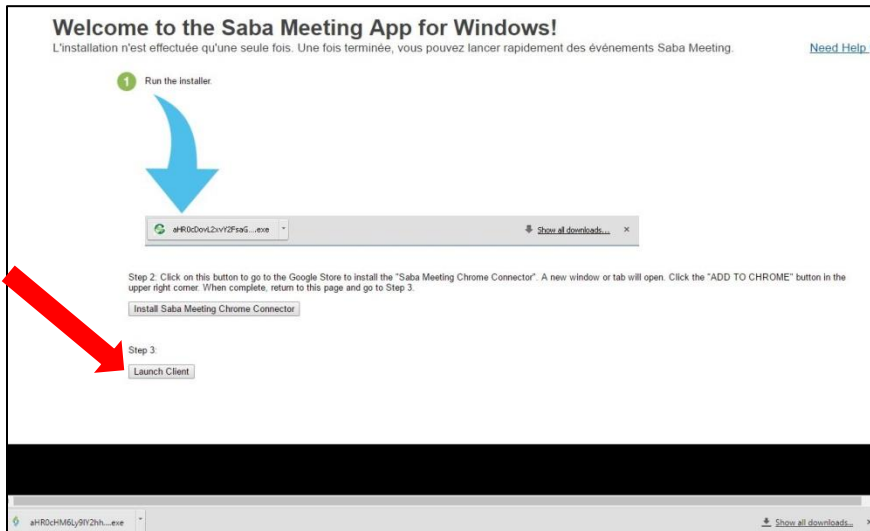 Welcome to the Saba Meeting App for Windows!
L'installation n'est effectuée qu'une seule fois. Une fois terminée, vous pouvez lancer rapidement des événements Saba Meeting.
Need Help
1 Run the installer.
aHR0cDovL2xvY2FsaG....exe
Show all downloads...
Step 2: Click on this button to go to the Google Store to install the "Saba Meeting Chrome Connector". A new window or tab will open. Click the "ADD TO CHROME" button in the
upper right corner. When complete, return to this page and go to Step 3.
Install Saba Meeting Chrome Connector
Step 3:
Launch Client
aHR0cHM6Ly9lY2hh....exe
Show all downloads...